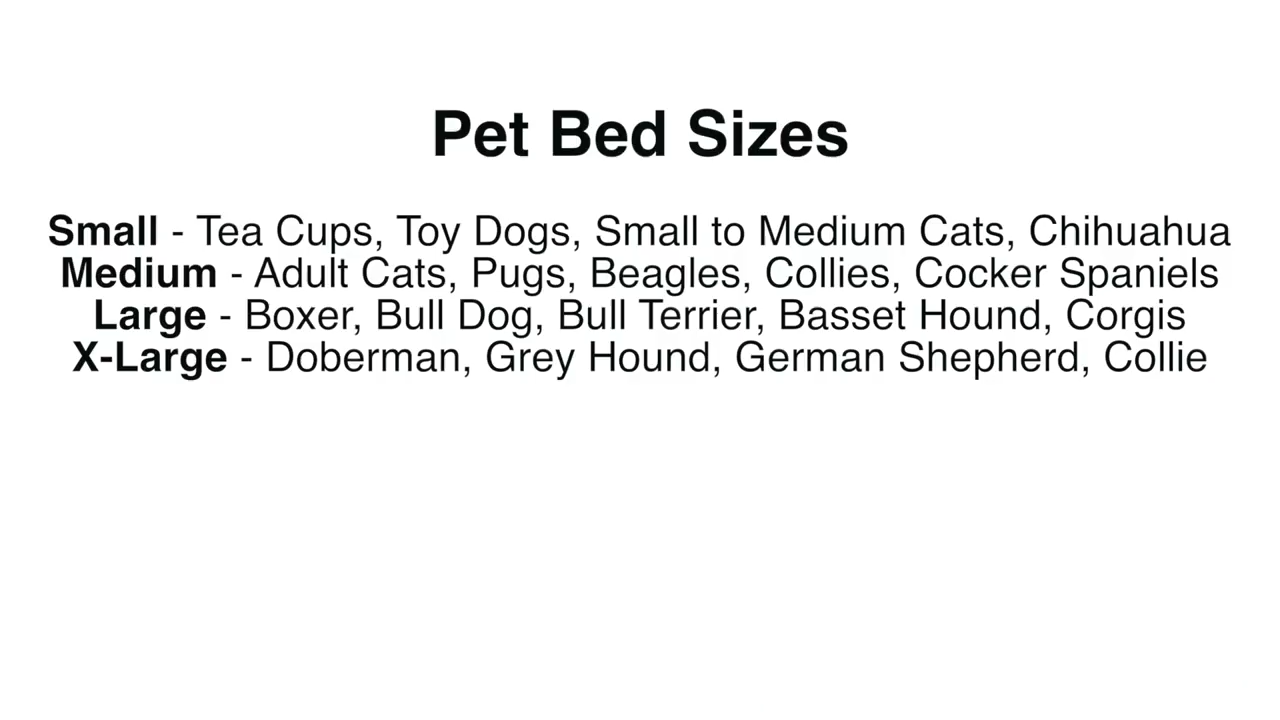 Pet Bed Sizes
Small - Tea Cups, Toy Dogs, Small to Medium Cats, Chihuahua
Medium - Adult Cats, Pugs, Beagles, Collies, Cocker Spaniels
Large - Boxer, Bull Dog, Bull Terrier, Basset Hound, Corgis
X-Large - Doberman, Grey Hound, German Shepherd, Collie